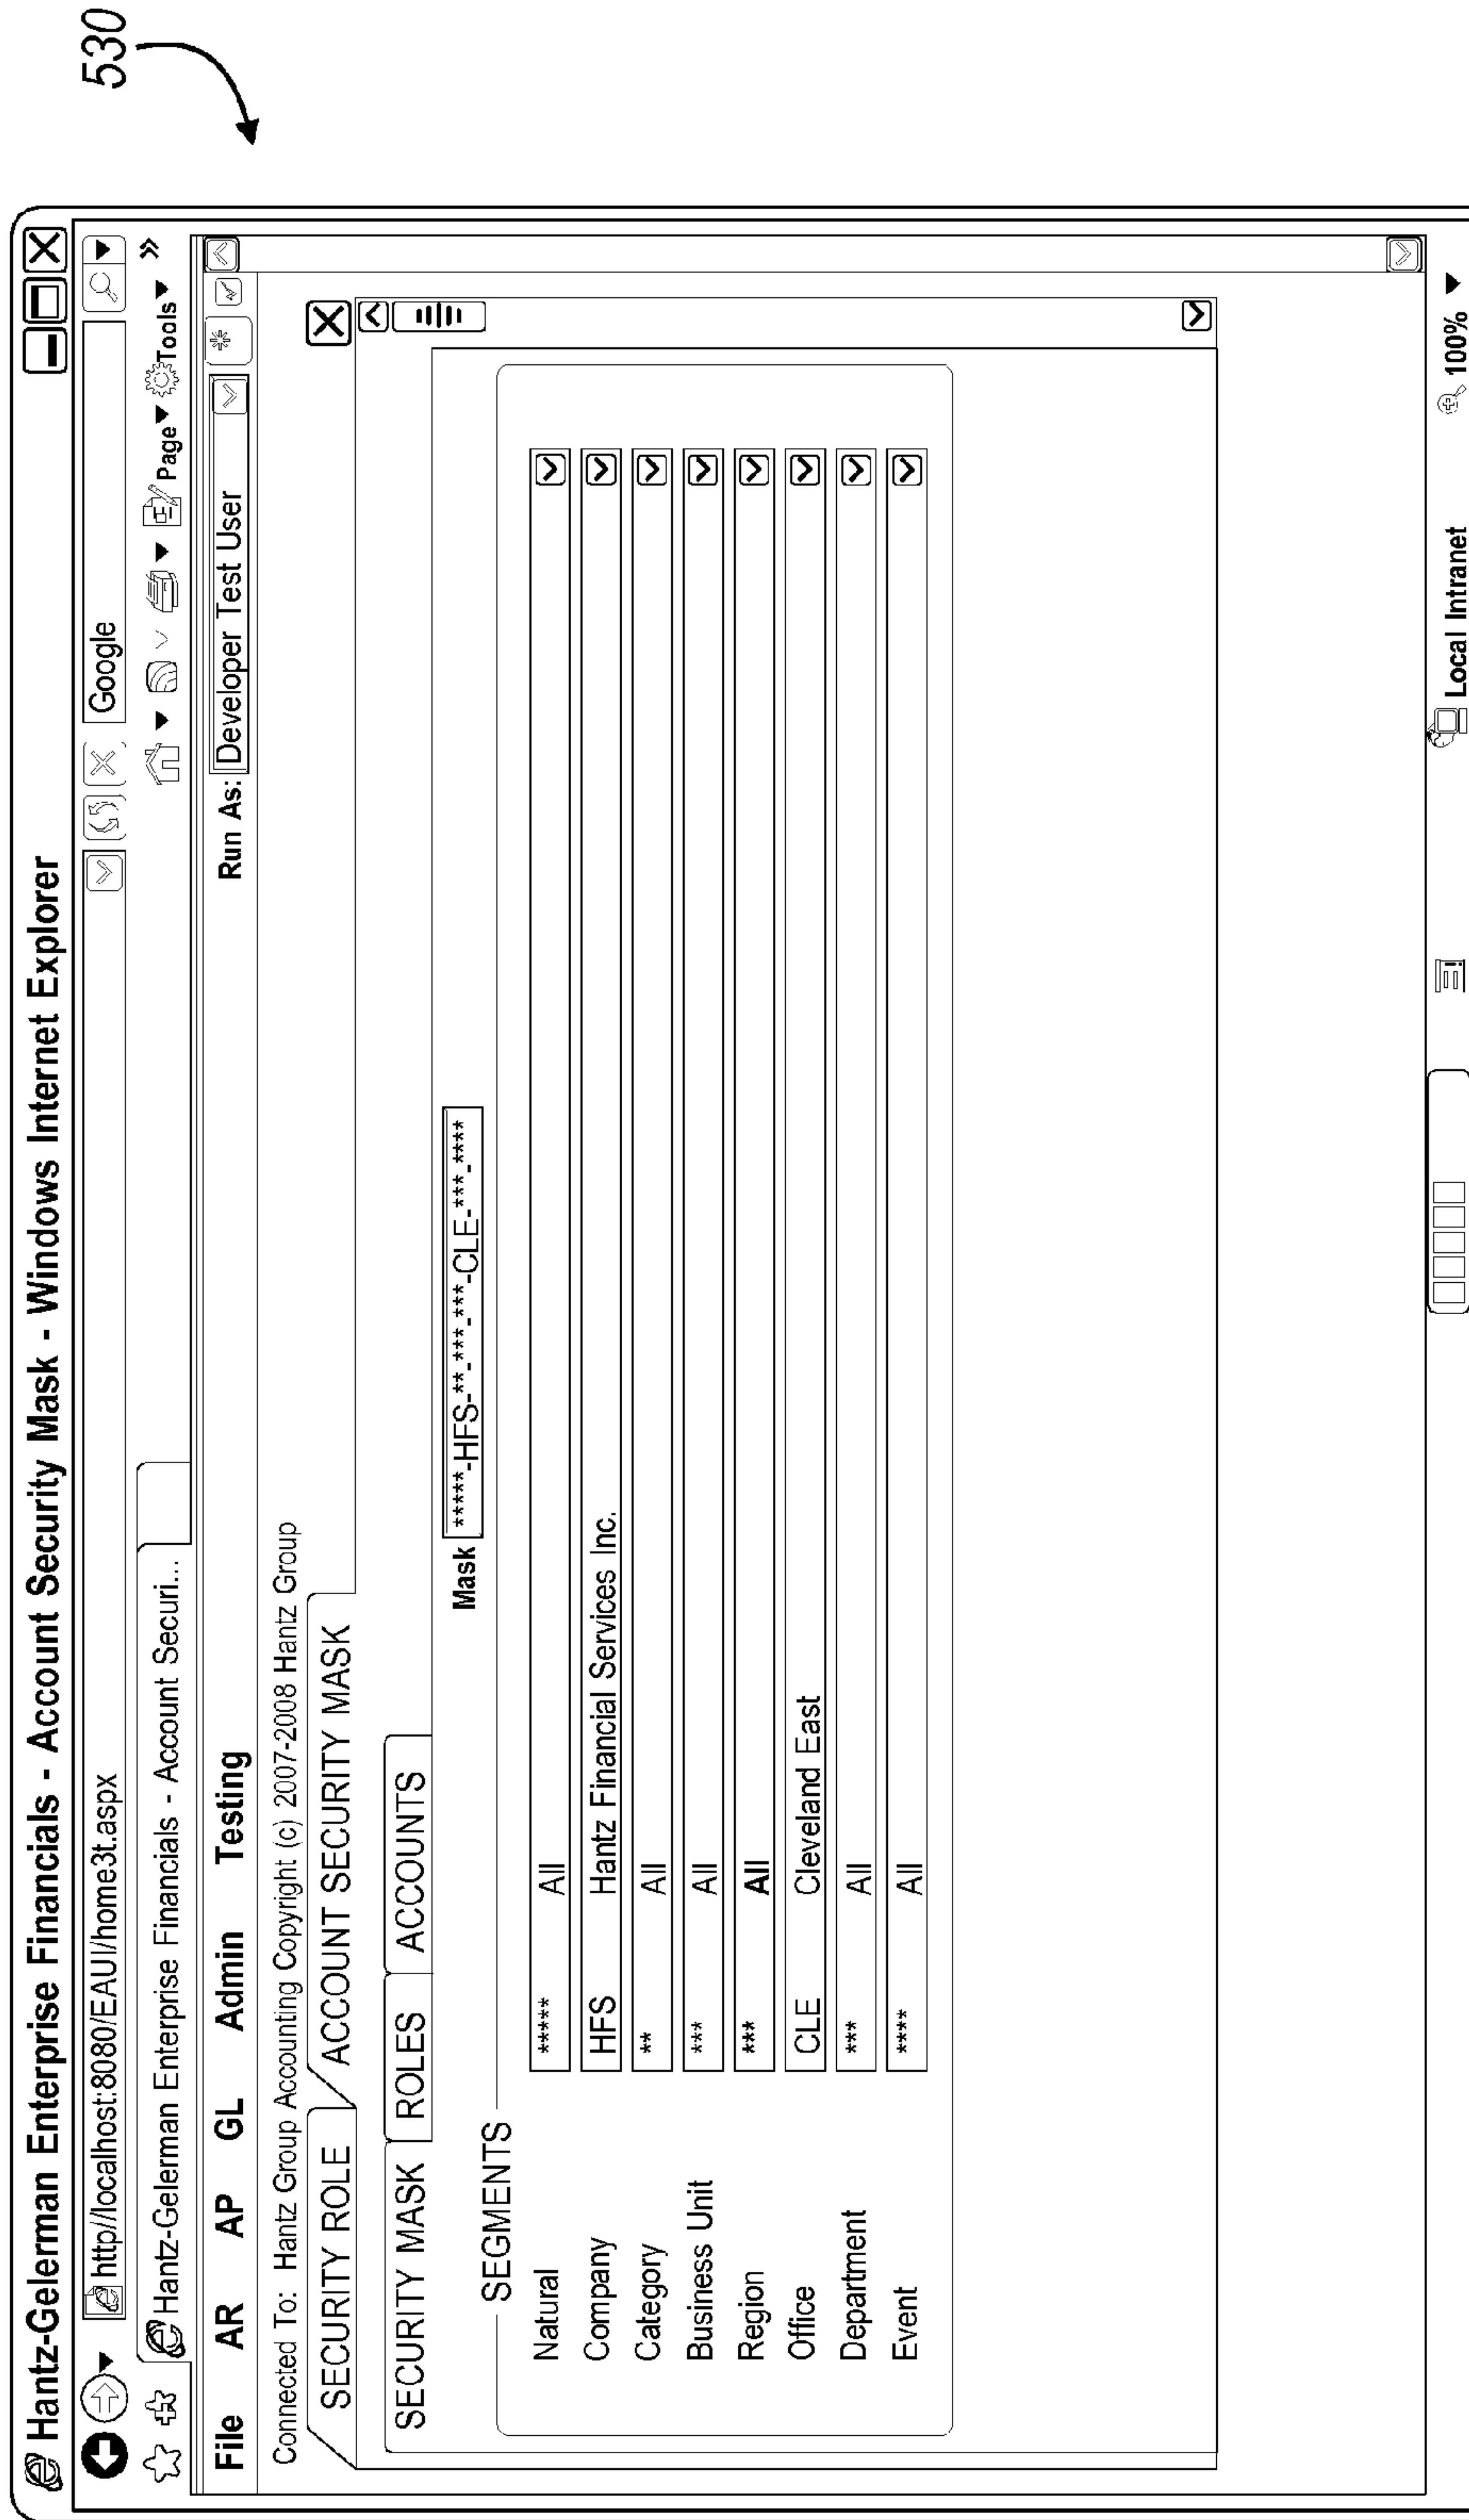 530
Hantz-Gelerman Enterprise Financials - Account Security Mask - Windows Internet Explorer
http//localhost:8080/EAUI/home3t.aspx
Google
Hantz-Gelerman Enterprise Financials - Account Securi...
Page Tools
File AR AP GL Admin Testing Run As: Developer Test User
Connected To: Hantz Group Accounting Copyright (c) 2007-2008 Hantz Group
SECURITY ROLE ACCOUNT SECURITY MASK
SECURITY MASK ROLES ACCOUNTS
Mask *****-HFS-**-***-***-CLE-***-****
SEGMENTS
Natural ***** All
Company HFS Hantz Financial Services Inc.
Category ** All
Business Unit *** All
Region *** All
Office CLE Cleveland East
Department *** All
Event **** All
Local Intranet 100%